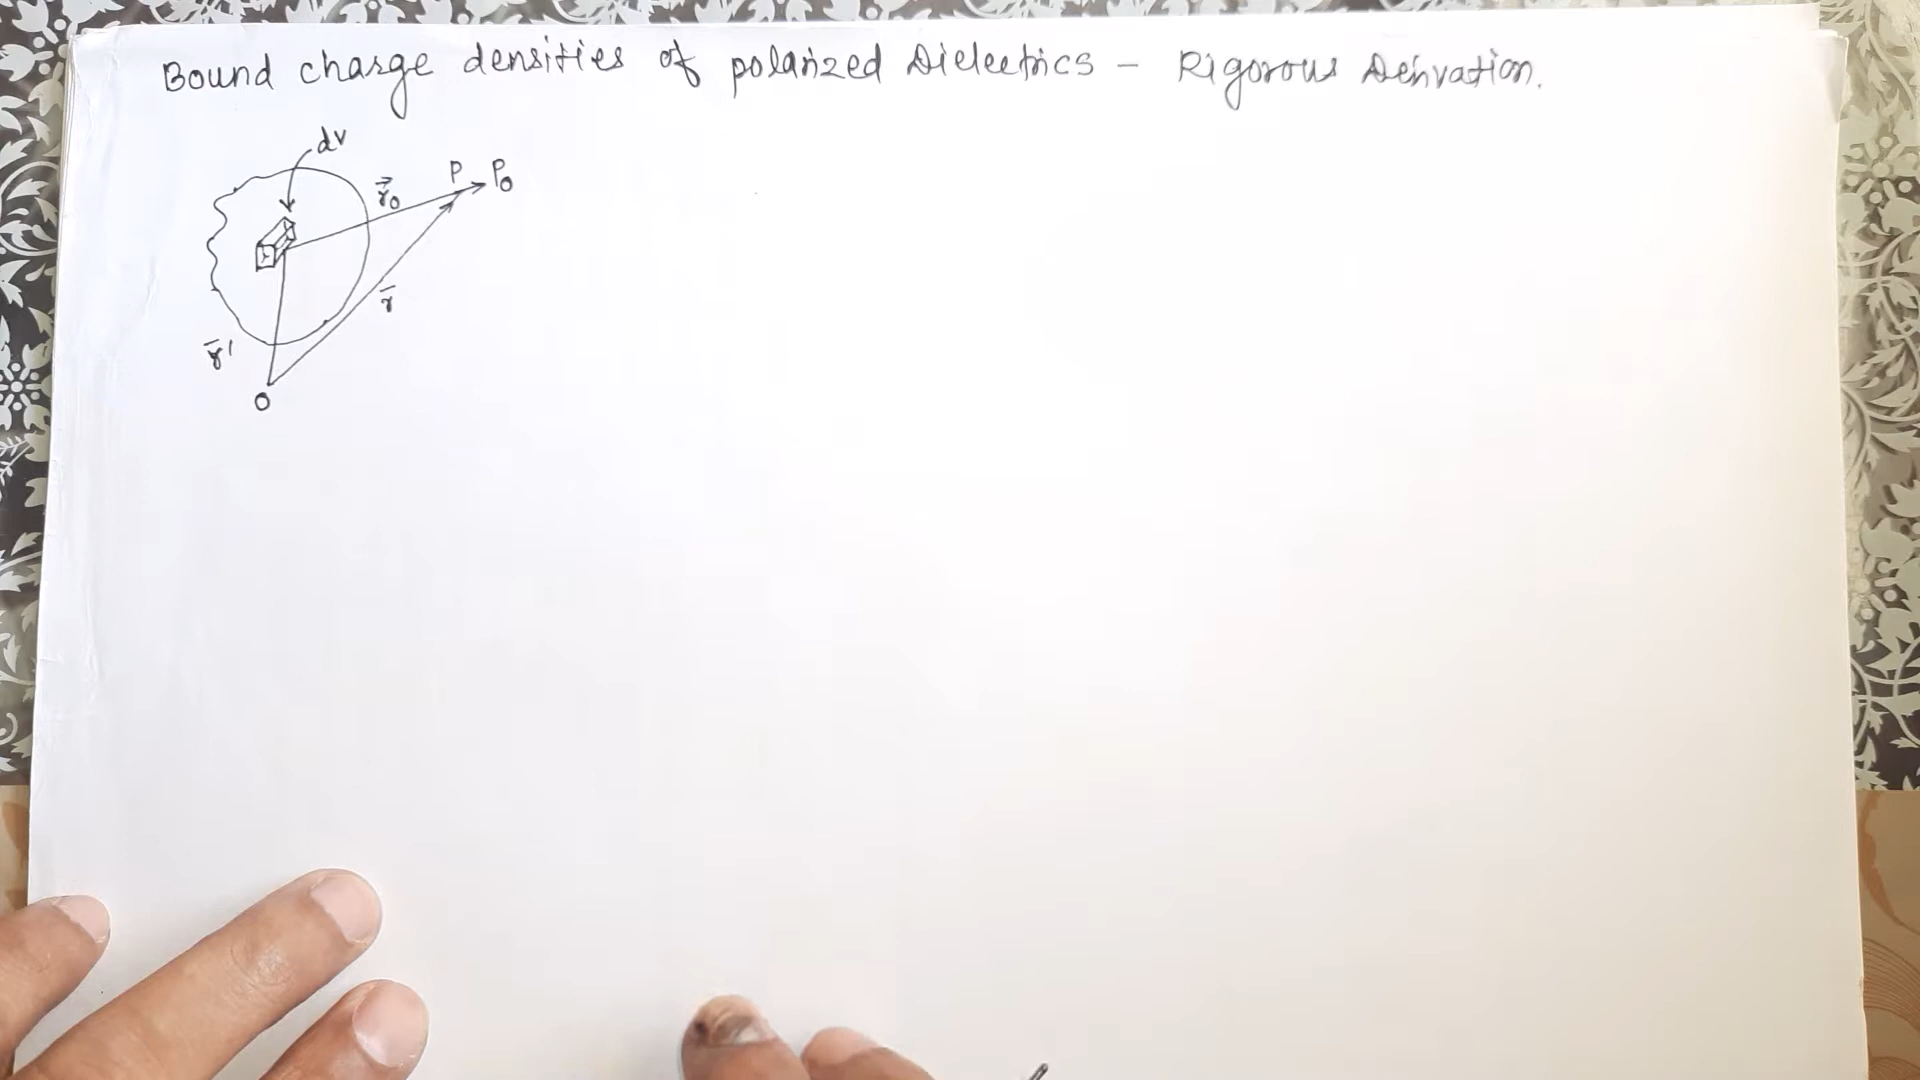 Bound charge densities of polarized Dielectrics - Rigorous Derivation.
dv
P P₀
r⃗₀
r̄
r̄'
O